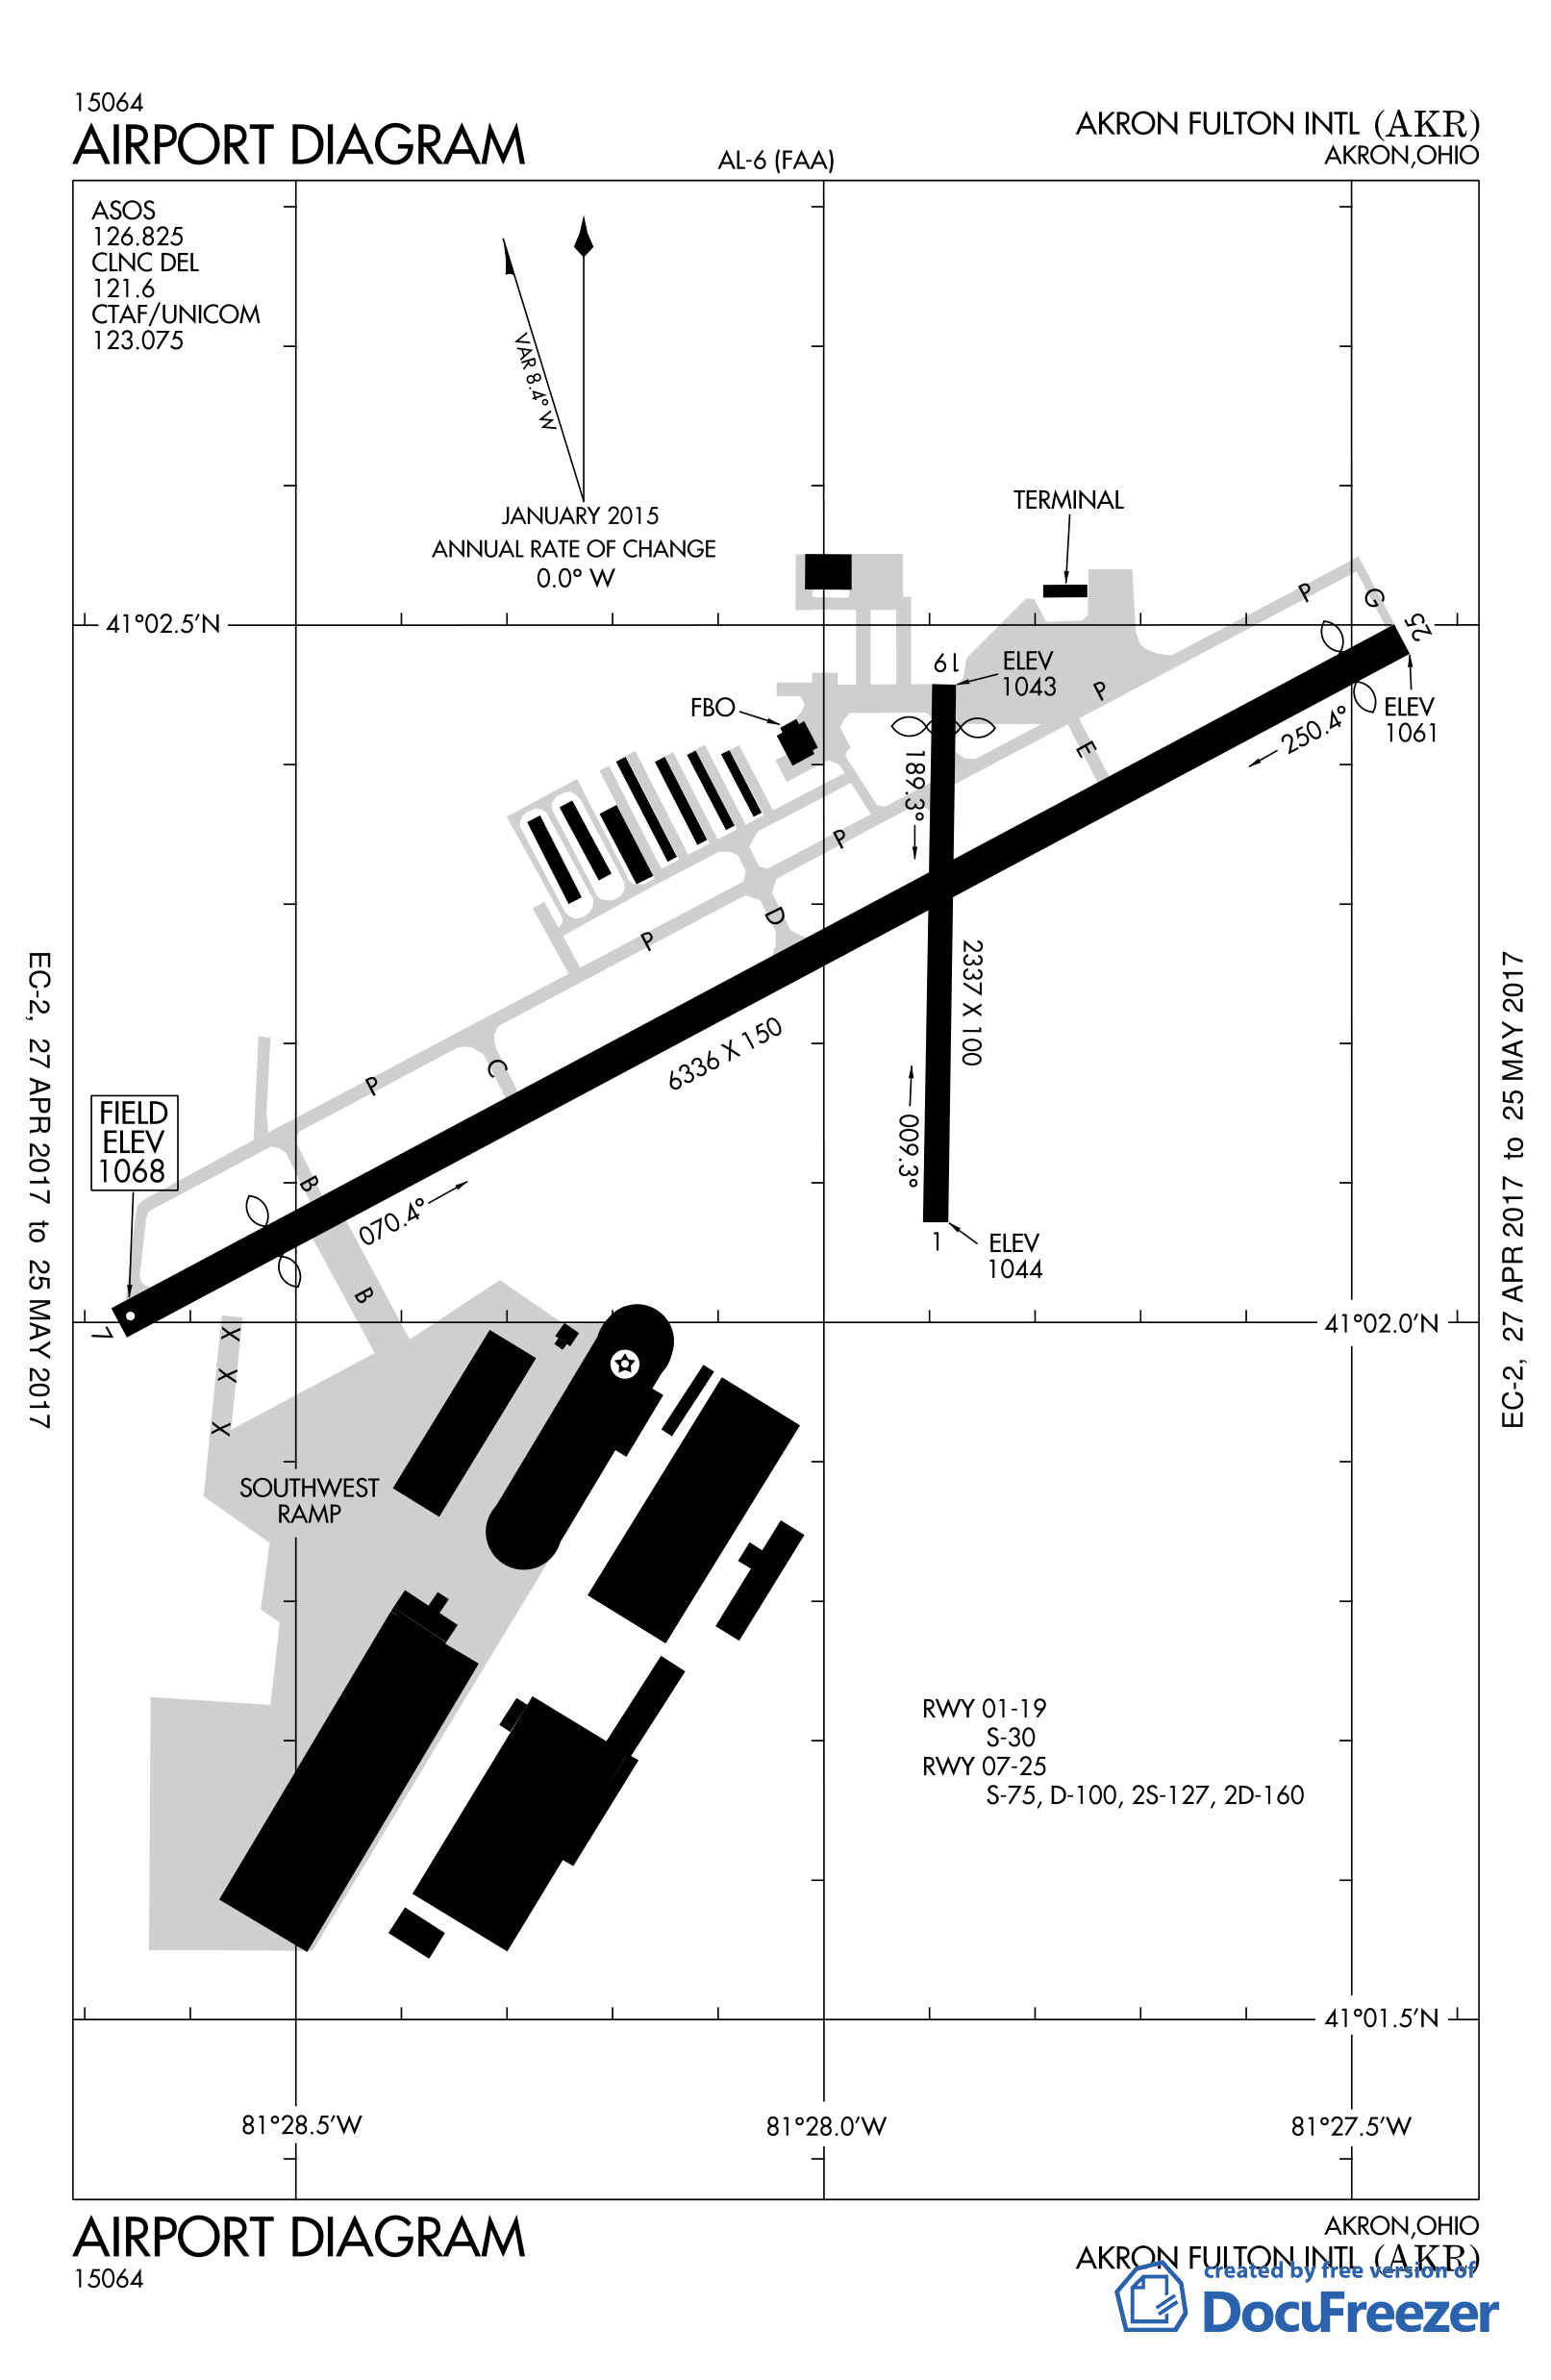 15064
AIRPORT DIAGRAM
AL-6 (FAA)
AKRON FULTON INTL (AKR)
AKRON,OHIO
ASOS
126.825
CLNC DEL
121.6
CTAF/UNICOM
123.075
VAR 8.4° W
JANUARY 2015
ANNUAL RATE OF CHANGE
0.0° W
TERMINAL
41°02.5'N
P
G
25
19
ELEV
1043
P
FBO
ELEV
1061
250.4°
E
189.3°
P
D
P
2337 X 100
6336 X 150
C
P
FIELD
ELEV
1068
009.3°
B
070.4°
1
ELEV
1044
B
7
41°02.0'N
X
X
X
SOUTHWEST
RAMP
RWY 01-19
S-30
RWY 07-25
S-75, D-100, 2S-127, 2D-160
41°01.5'N
81°28.5'W
81°28.0'W
81°27.5'W
EC-2, 27 APR 2017 to 25 MAY 2017
EC-2, 27 APR 2017 to 25 MAY 2017
AIRPORT DIAGRAM
15064
AKRON,OHIO
AKRON FULTON INTL (AKR)
created by free version of
DocuFreezer